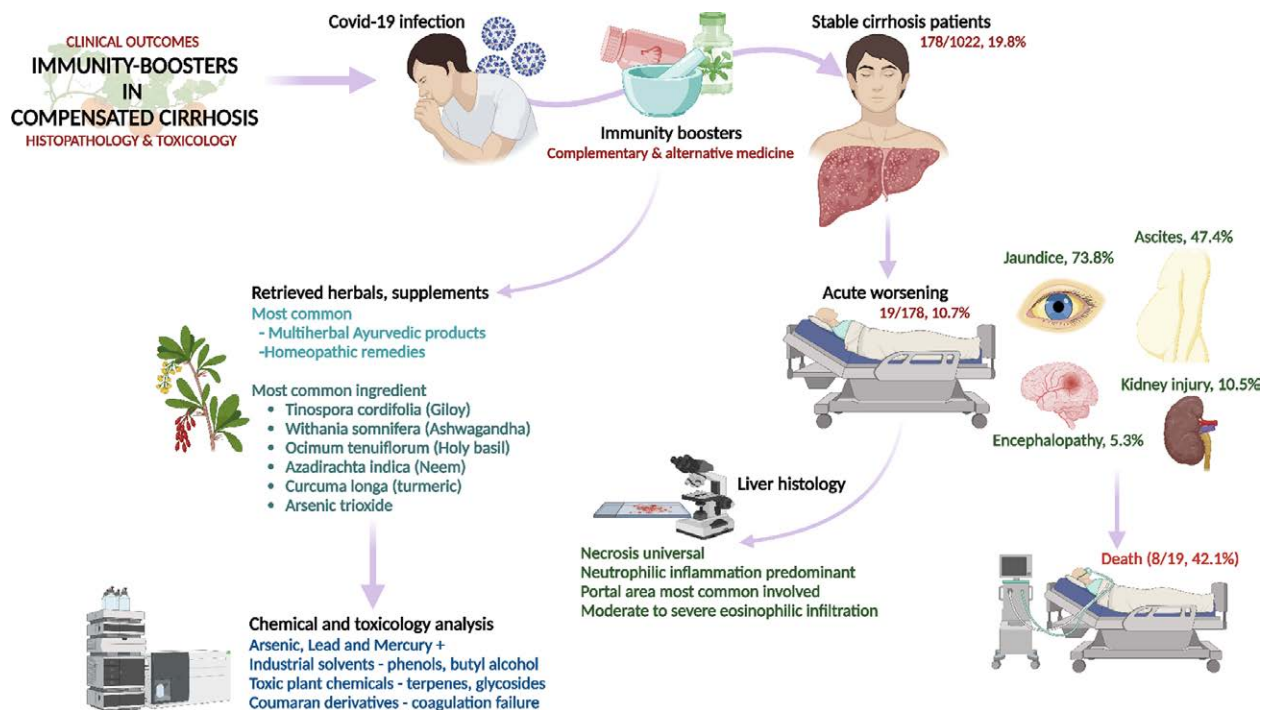 CLINICAL OUTCOMES
IMMUNITY-BOOSTERS
IN
COMPENSATED CIRRHOSIS
HISTOPATHOLOGY & TOXICOLOGY
Covid-19 infection
Immunity boosters
Complementary & alternative medicine
Stable cirrhosis patients
178/1022, 19.8%
Acute worsening
19/178, 10.7%
Jaundice, 73.8%
Ascites, 47.4%
Encephalopathy, 5.3%
Kidney injury, 10.5%
Death (8/19, 42.1%)
Liver histology
Necrosis universal
Neutrophilic inflammation predominant
Portal area most common involved
Moderate to severe eosinophilic infiltration
Retrieved herbals, supplements
Most common
- Multiherbal Ayurvedic products
-Homeopathic remedies
Most common ingredient
• Tinospora cordifolia (Giloy)
• Withania somnifera (Ashwagandha)
• Ocimum tenuiflorum (Holy basil)
• Azadirachta indica (Neem)
• Curcuma longa (turmeric)
• Arsenic trioxide
Chemical and toxicology analysis
Arsenic, Lead and Mercury +
Industrial solvents - phenols, butyl alcohol
Toxic plant chemicals - terpenes, glycosides
Coumaran derivatives - coagulation failure